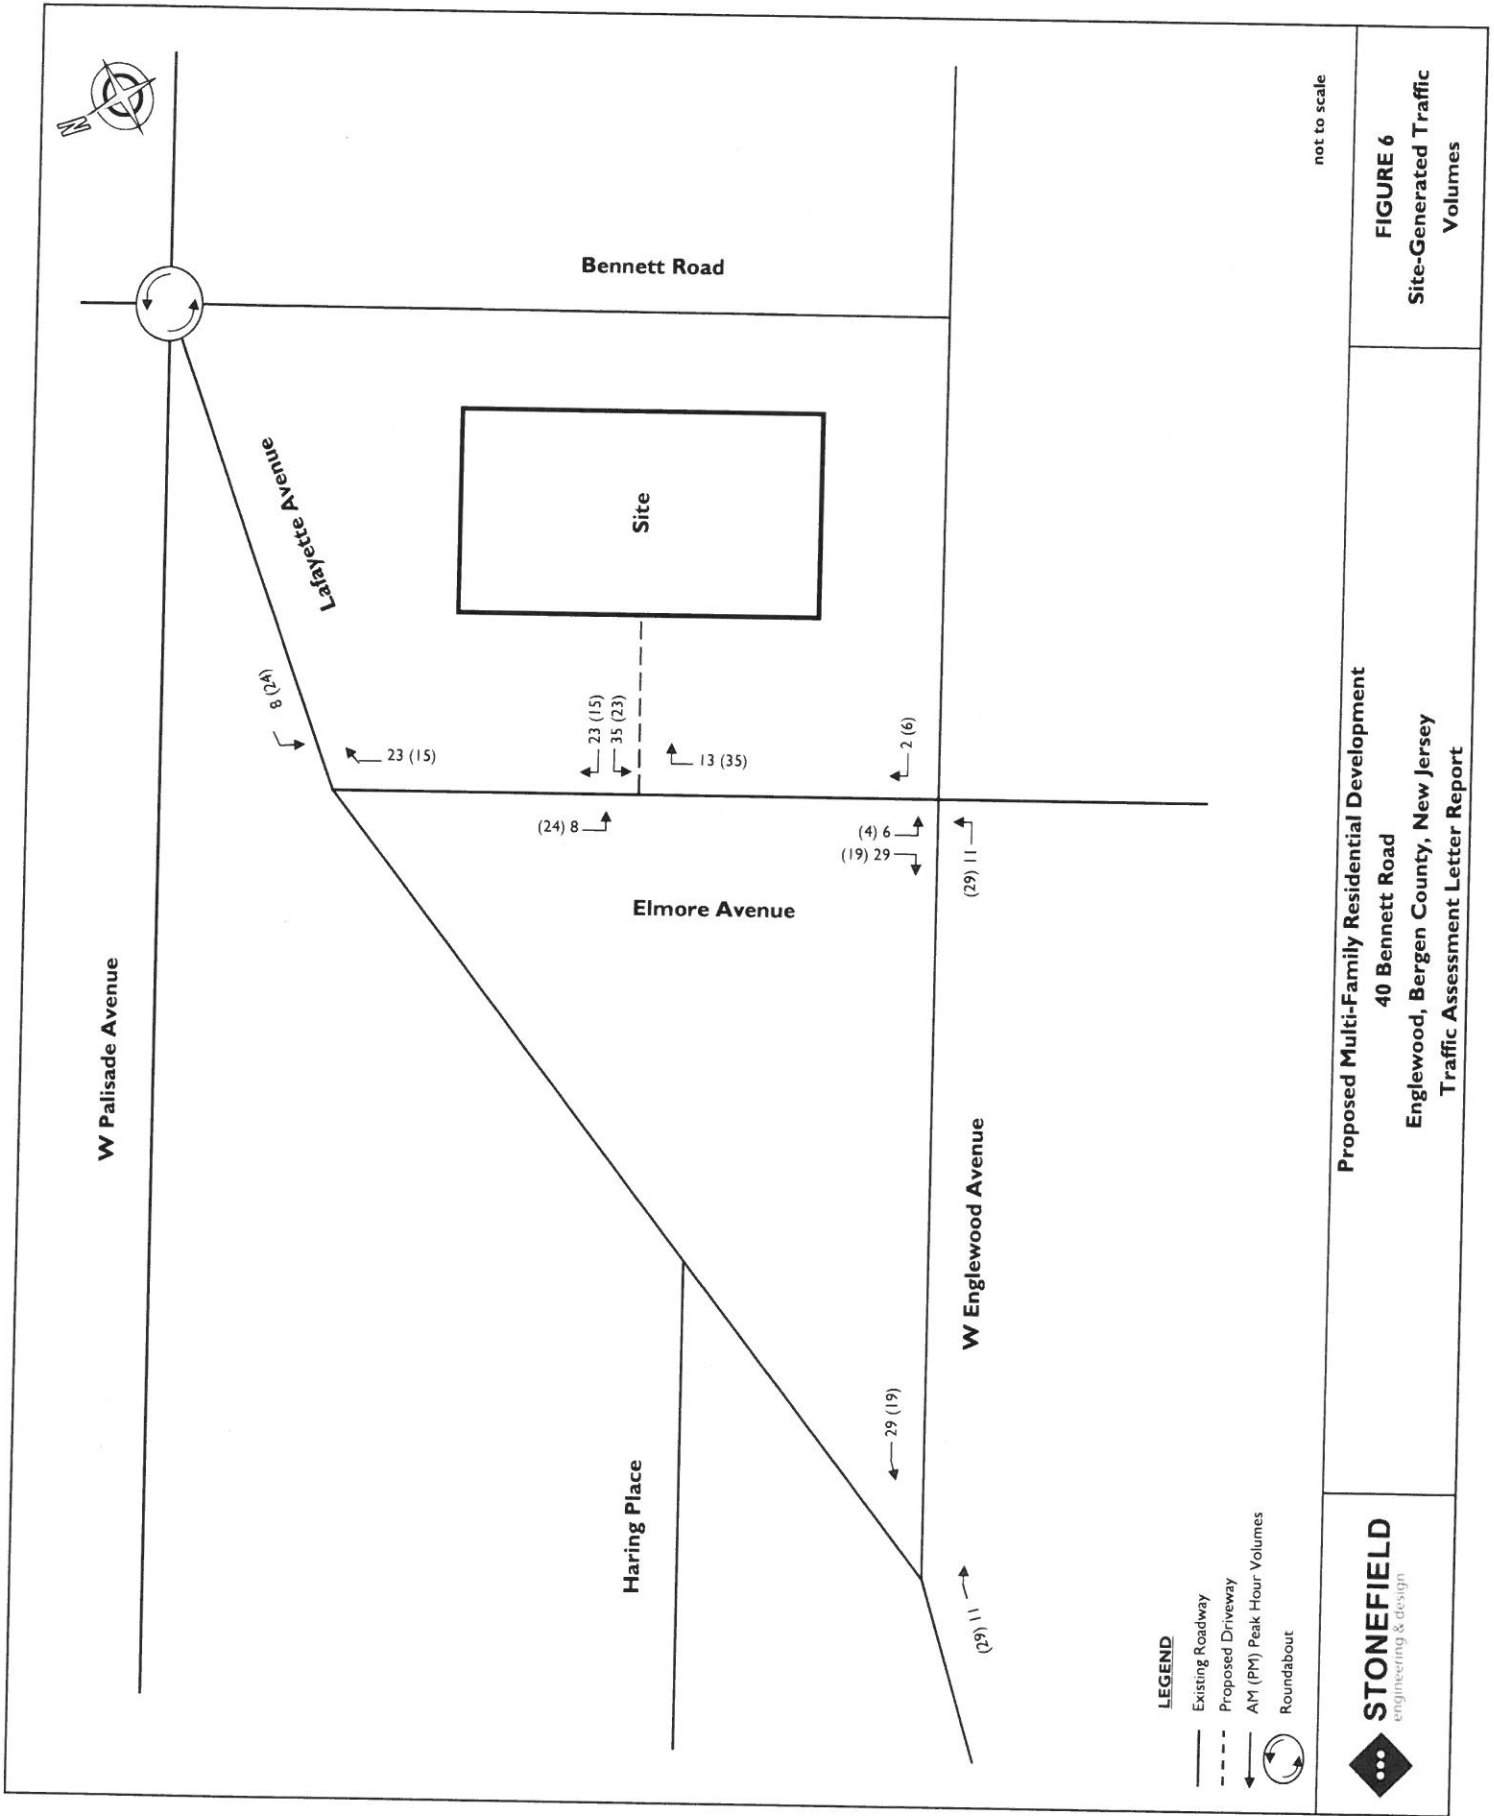 N
W Palisade Avenue
Bennett Road
Lafayette Avenue
Site
8 (24)
23 (15)
23 (15)
35 (23)
13 (35)
(24) 8
2 (6)
(4) 6
(19) 29
(29) 11
Elmore Avenue
W Englewood Avenue
Haring Place
29 (19)
(29) 11
not to scale
LEGEND
Existing Roadway
Proposed Driveway
AM (PM) Peak Hour Volumes
Roundabout
STONEFIELD
engineering & design
Proposed Multi-Family Residential Development
40 Bennett Road
Englewood, Bergen County, New Jersey
Traffic Assessment Letter Report
FIGURE 6
Site-Generated Traffic
Volumes